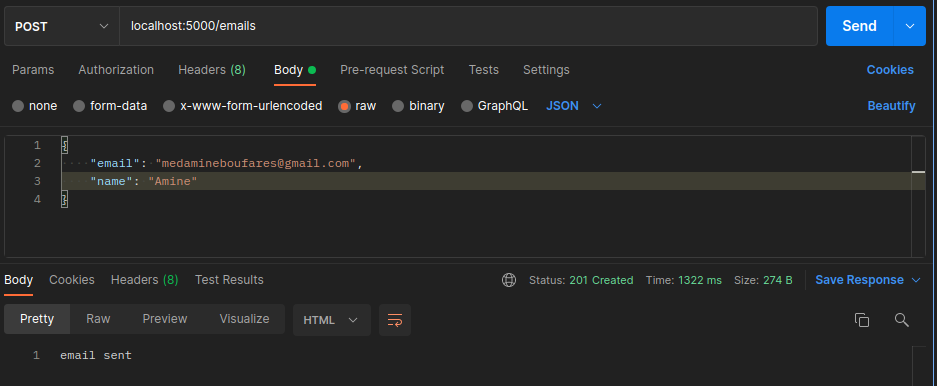 POST localhost:5000/emails Send
Params Authorization Headers (8) Body Pre-request Script Tests Settings Cookies
none form-data x-www-form-urlencoded raw binary GraphQL JSON Beautify
1 {
2 "email": "medamineboufares@gmail.com",
3 "name": "Amine"
4 }
Body Cookies Headers (8) Test Results Status: 201 Created Time: 1322 ms Size: 274 B Save Response
Pretty Raw Preview Visualize HTML
1 email sent